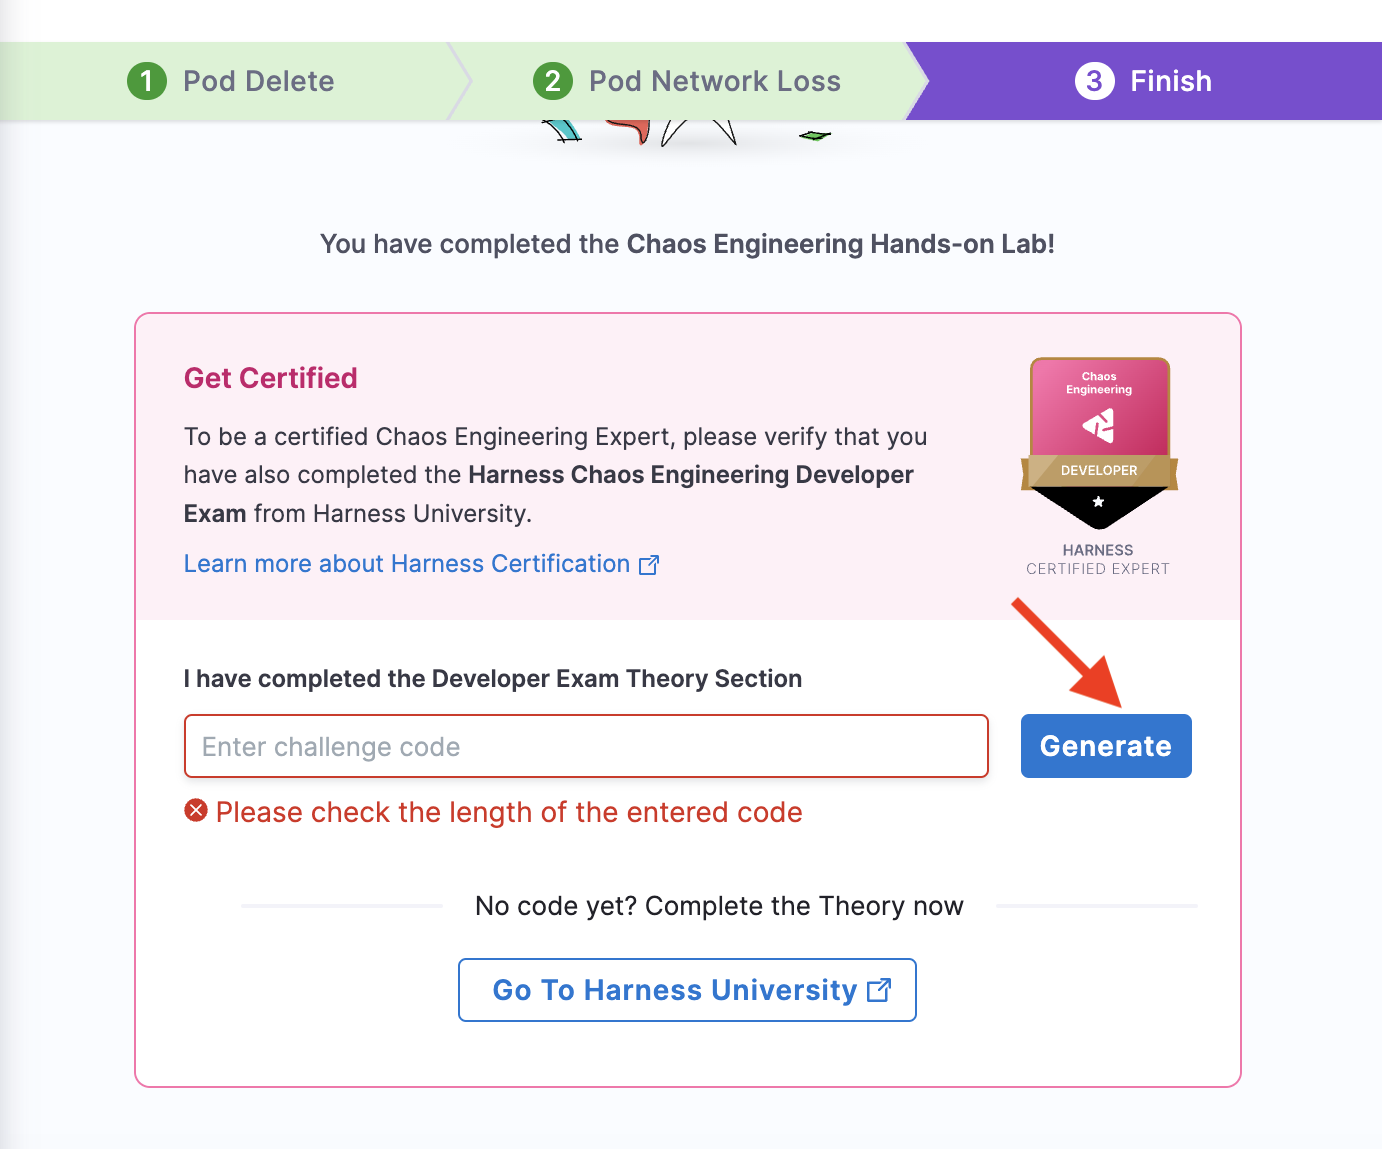 1 Pod Delete
2 Pod Network Loss
3 Finish
You have completed the Chaos Engineering Hands-on Lab!
Get Certified
To be a certified Chaos Engineering Expert, please verify that you
have also completed the Harness Chaos Engineering Developer
Exam from Harness University.
Learn more about Harness Certification
Chaos
Engineering
DEVELOPER
HARNESS
CERTIFIED EXPERT
I have completed the Developer Exam Theory Section
Enter challenge code
Generate
Please check the length of the entered code
No code yet? Complete the Theory now
Go To Harness University